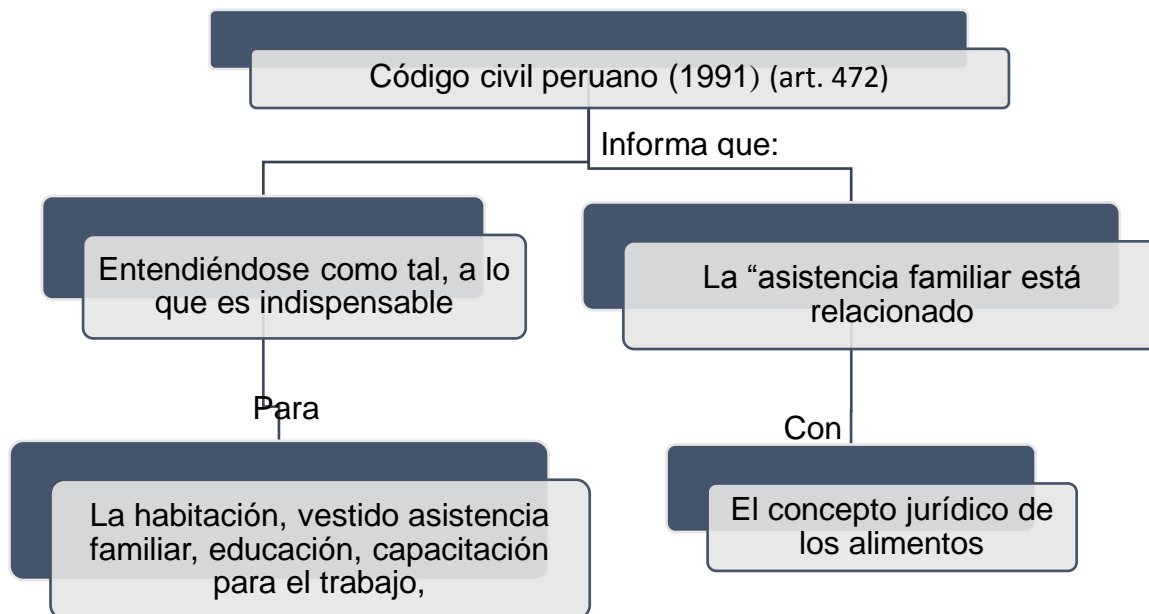 Código civil peruano (1991) (art. 472)
Informa que:
Entendiéndose como tal, a lo
que es indispensable
La “asistencia familiar está
relacionado
Para
Con
La habitación, vestido asistencia
familiar, educación, capacitación
para el trabajo,
El concepto jurídico de
los alimentos